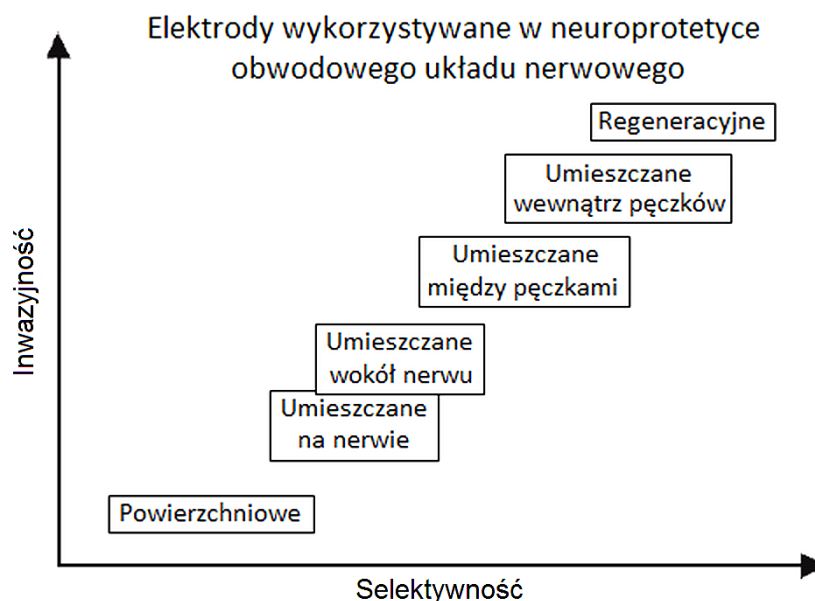 Elektrody wykorzystywane w neuroprotetyce
obwodowego układu nerwowego
Regeneracyjne
Umieszczane
wewnątrz pęczków
Umieszczane
między pęczkami
Umieszczane
wokół nerwu
Umieszczane
na nerwie
Powierzchniowe
Inwazyjność
Selektywność